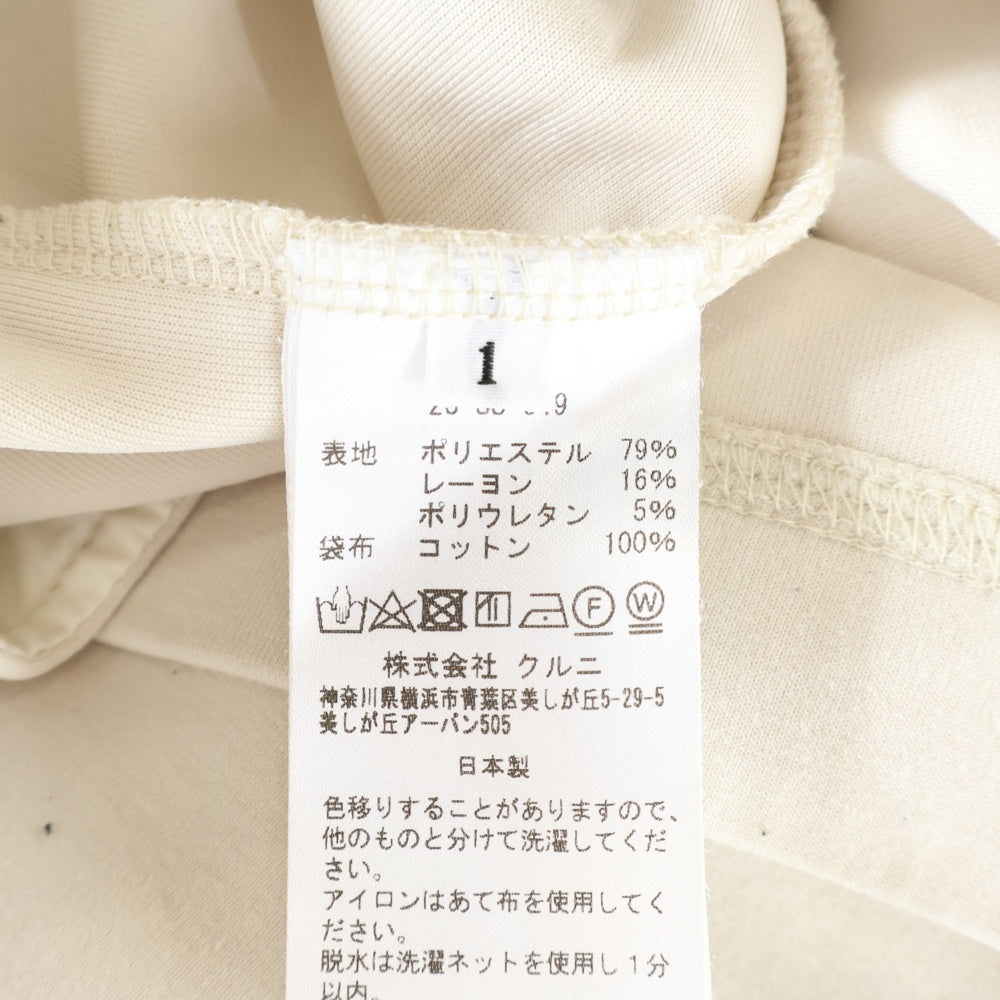 1
表地 ポリエステル 79%
レーヨン 16%
ポリウレタン 5%
袋布 コットン 100%
F W
株式会社 クルニ
神奈川県横浜市青葉区美しが丘5-29-5
美しが丘アーバン505
日本製
色移りすることがありますので、
他のものと分けて洗濯してくだ
さい。
アイロンはあて布を使用してく
ださい。
脱水は洗濯ネットを使用し1分
以内。